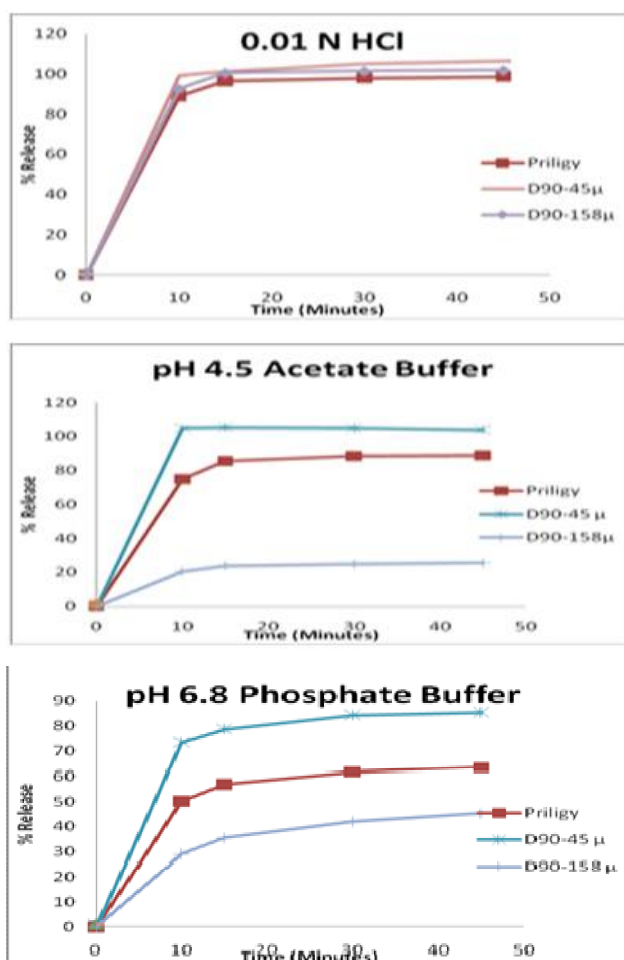 0.01 N HCl
120
100
80
60
40
20
0
% Release
0 10 20 30 40 50
Time (Minutes)
Priligy
D90-45µ
D90-158µ
pH 4.5 Acetate Buffer
120
100
80
60
40
20
0
% Release
0 10 20 30 40 50
Time (Minutes)
Priligy
D90-45 µ
D90-158µ
pH 6.8 Phosphate Buffer
90
80
70
60
50
40
30
20
10
0
% Release
0 10 20 30 40 50
Time (Minutes)
Priligy
D90-45 µ
D90-158 µ